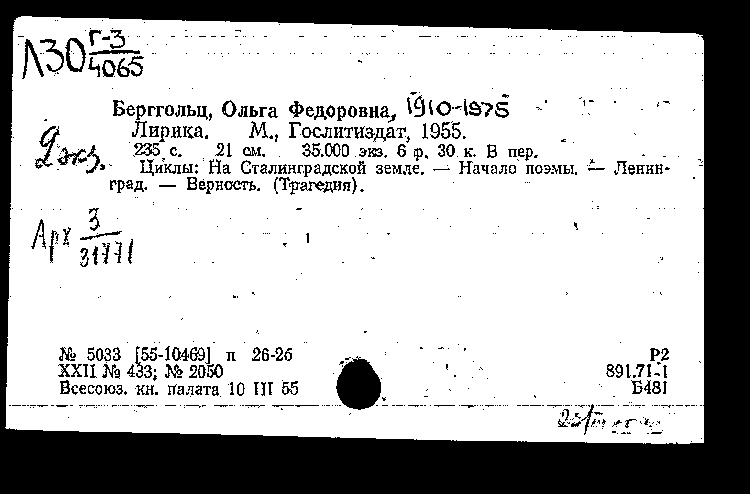 Л30 Г-3
4065
Берггольц, Ольга Федоровна, 1910-1975
Лирика. М., Гослитиздат, 1955.
2 экз.
235 с. 21 см. 35.000 экз. 6 р. 30 к. В пер.
Циклы: На Сталинградской земле. — Начало поэмы. — Ленин-
град. — Верность. (Трагедия).
Арх 3
31771
№ 5033 [55-10469] п 26-26 Р2
XXII № 433; № 2050 891.71-1
Всесоюз. кн. палата 10 III 55 Б481